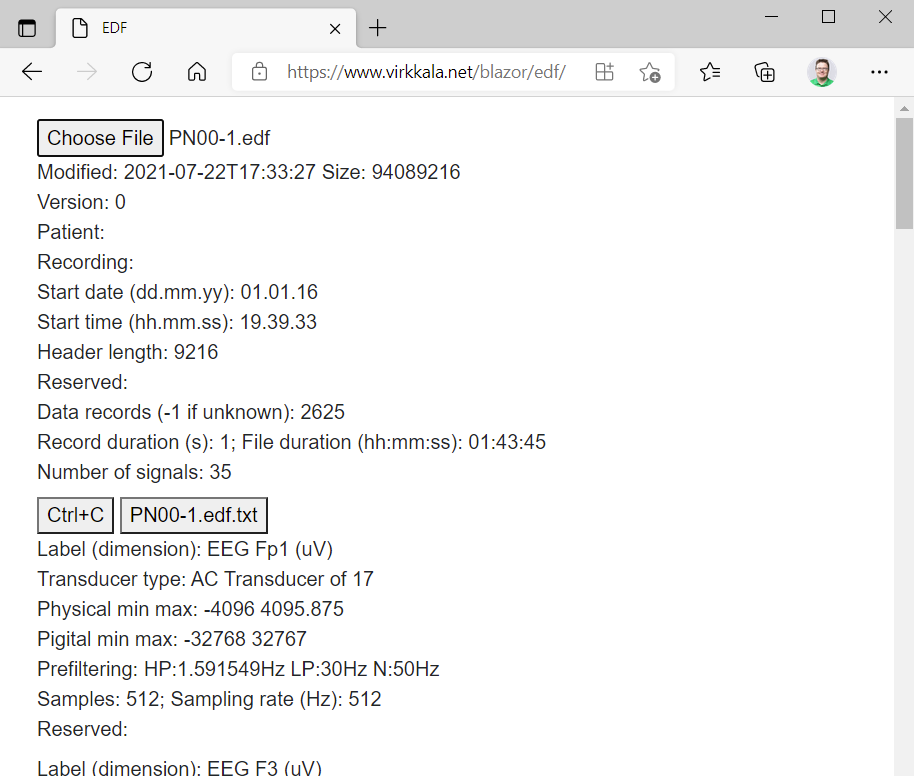 EDF
https://www.virkkala.net/blazor/edf/
Choose File PN00-1.edf
Modified: 2021-07-22T17:33:27 Size: 94089216
Version: 0
Patient:
Recording:
Start date (dd.mm.yy): 01.01.16
Start time (hh.mm.ss): 19.39.33
Header length: 9216
Reserved:
Data records (-1 if unknown): 2625
Record duration (s): 1; File duration (hh:mm:ss): 01:43:45
Number of signals: 35
Ctrl+C PN00-1.edf.txt
Label (dimension): EEG Fp1 (uV)
Transducer type: AC Transducer of 17
Physical min max: -4096 4095.875
Pigital min max: -32768 32767
Prefiltering: HP:1.591549Hz LP:30Hz N:50Hz
Samples: 512; Sampling rate (Hz): 512
Reserved:
Label (dimension): EEG F3 (uV)